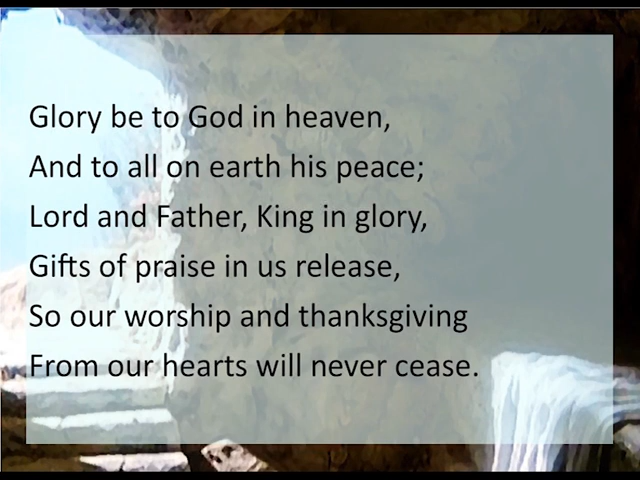 Glory be to God in heaven,
And to all on earth his peace;
Lord and Father, King in glory,
Gifts of praise in us release,
So our worship and thanksgiving
From our hearts will never cease.